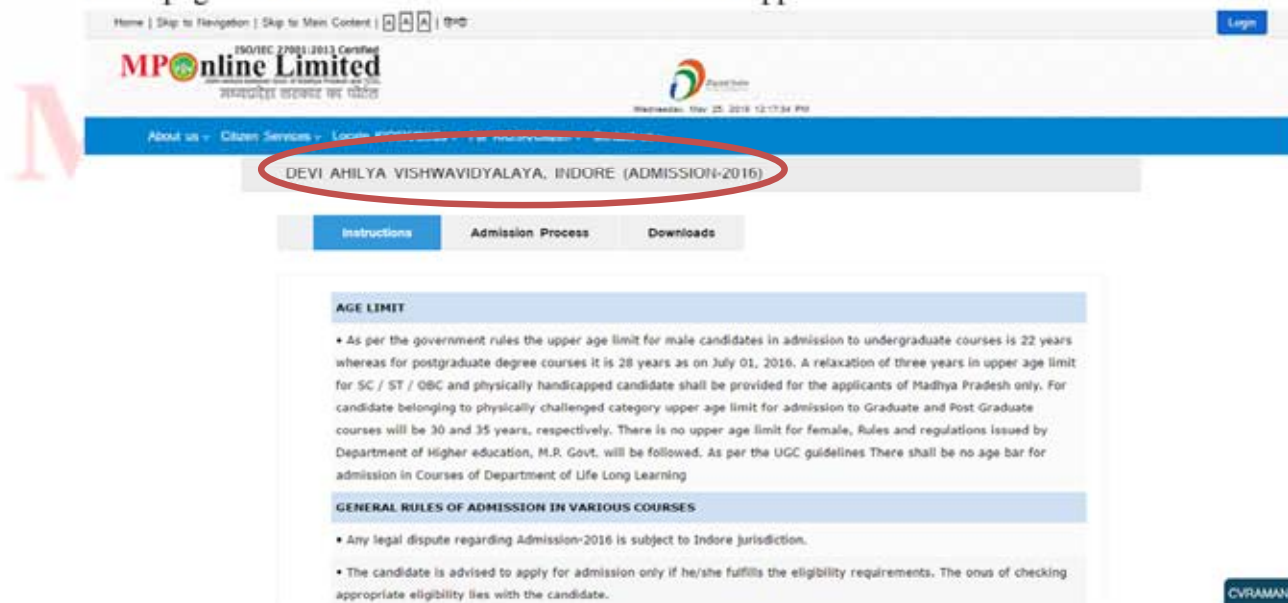 Home | Skip to Navigation | Skip to Main Content | A A A | हिन्दी
Login
ISO/IEC 27001:2013 Certified
MPOnline Limited
मध्यप्रदेश सरकार का पोर्टल
Digital India
Wednesday, May 25, 2016 12:17:34 PM
M
About us Citizen Services
DEVI AHILYA VISHWAVIDYALAYA, INDORE (ADMISSION-2016)
Instructions Admission Process Downloads
AGE LIMIT
• As per the government rules the upper age limit for male candidates in admission to undergraduate courses is 22 years
whereas for postgraduate degree courses it is 28 years as on July 01, 2016. A relaxation of three years in upper age limit
for SC / ST / OBC and physically handicapped candidate shall be provided for the applicants of Madhya Pradesh only. For
candidate belonging to physically challenged category upper age limit for admission to Graduate and Post Graduate
courses will be 30 and 35 years, respectively. There is no upper age limit for female, Rules and regulations issued by
Department of Higher education, M.P. Govt. will be followed. As per the UGC guidelines There shall be no age bar for
admission in Courses of Department of Life Long Learning
GENERAL RULES OF ADMISSION IN VARIOUS COURSES
• Any legal dispute regarding Admission-2016 is subject to Indore jurisdiction.
• The candidate is advised to apply for admission only if he/she fulfills the eligibility requirements. The onus of checking
appropriate eligibility lies with the candidate.
CVRAMAN